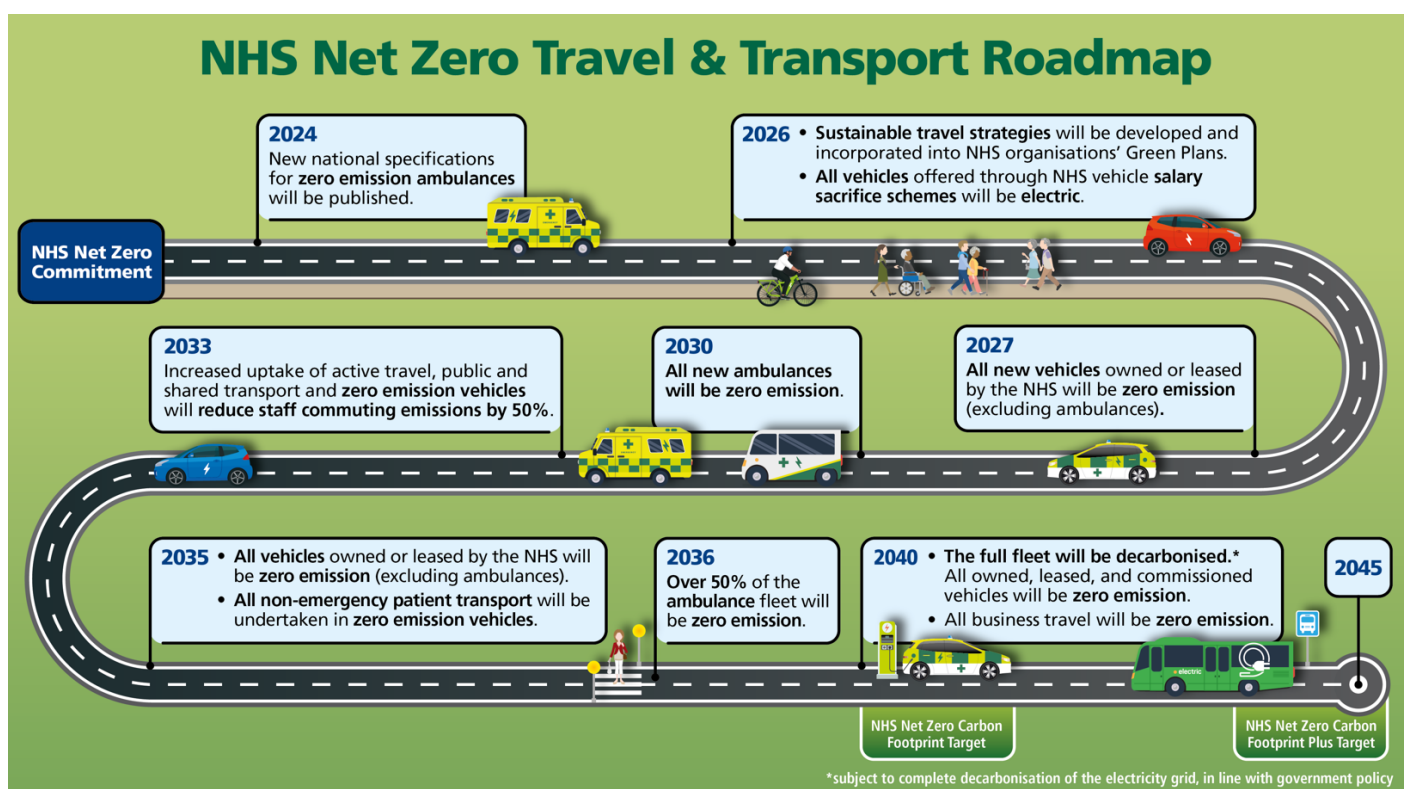 NHS Net Zero Travel & Transport Roadmap
NHS Net Zero
Commitment
2024
New national specifications
for zero emission ambulances
will be published.
2026 • Sustainable travel strategies will be developed and
incorporated into NHS organisations’ Green Plans.
• All vehicles offered through NHS vehicle salary
sacrifice schemes will be electric.
2033
Increased uptake of active travel, public and
shared transport and zero emission vehicles
will reduce staff commuting emissions by 50%.
2030
All new ambulances
will be zero emission.
2027
All new vehicles owned or leased
by the NHS will be zero emission
(excluding ambulances).
2035 • All vehicles owned or leased by the NHS will
be zero emission (excluding ambulances).
• All non-emergency patient transport will be
undertaken in zero emission vehicles.
2036
Over 50% of the
ambulance fleet will
be zero emission.
2040 • The full fleet will be decarbonised.*
All owned, leased, and commissioned
vehicles will be zero emission.
• All business travel will be zero emission.
2045
electric
NHS Net Zero Carbon
Footprint Target
NHS Net Zero Carbon
Footprint Plus Target
*subject to complete decarbonisation of the electricity grid, in line with government policy